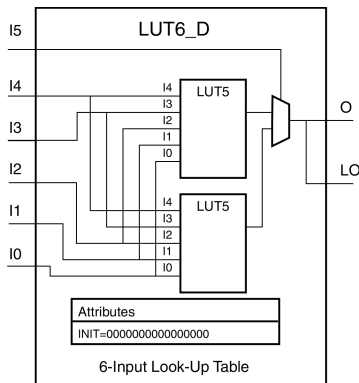 LUT6_D
I5
I4
I3
I2
I1
I0
I4
I3
I2
I1
I0
LUT5
I4
I3
I2
I1
I0
LUT5
O
LO
Attributes
INIT=0000000000000000
6-Input Look-Up Table